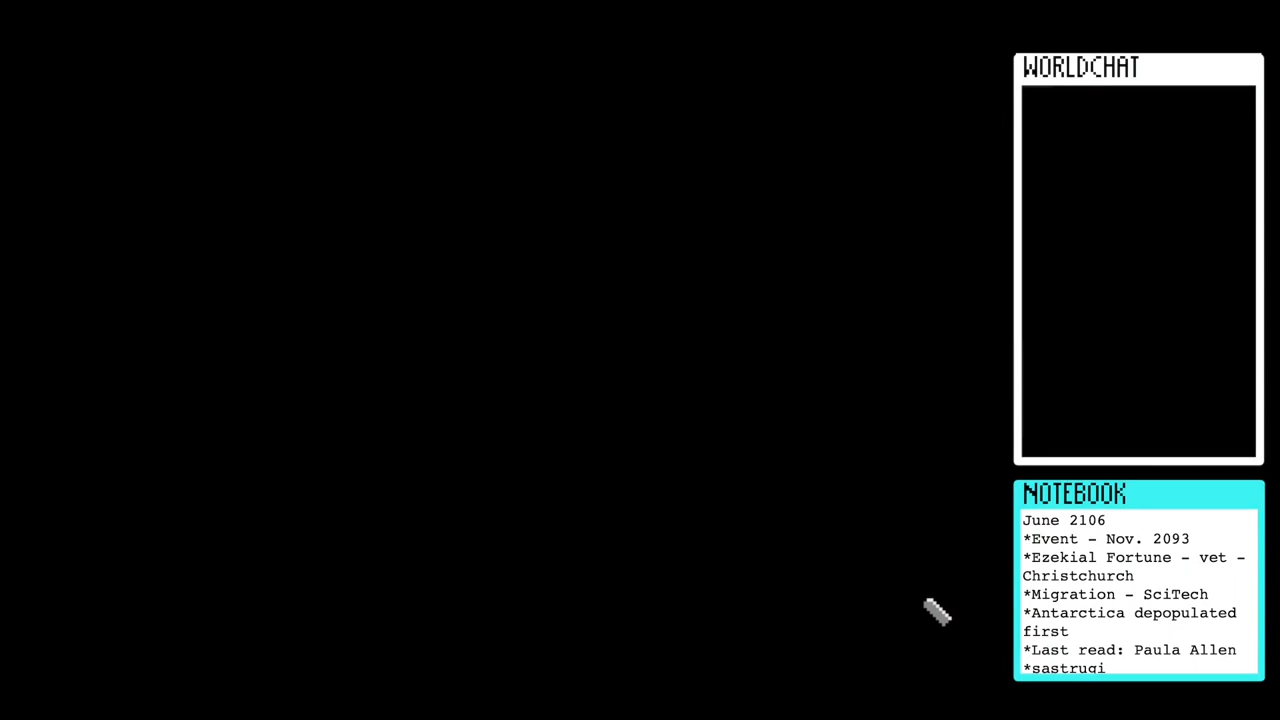 WORLDCHAT
NOTEBOOK
June 2106
*Event - Nov. 2093
*Ezekial Fortune - vet -
Christchurch
*Migration - SciTech
*Antarctica depopulated
first
*Last read: Paula Allen
*sastrugi